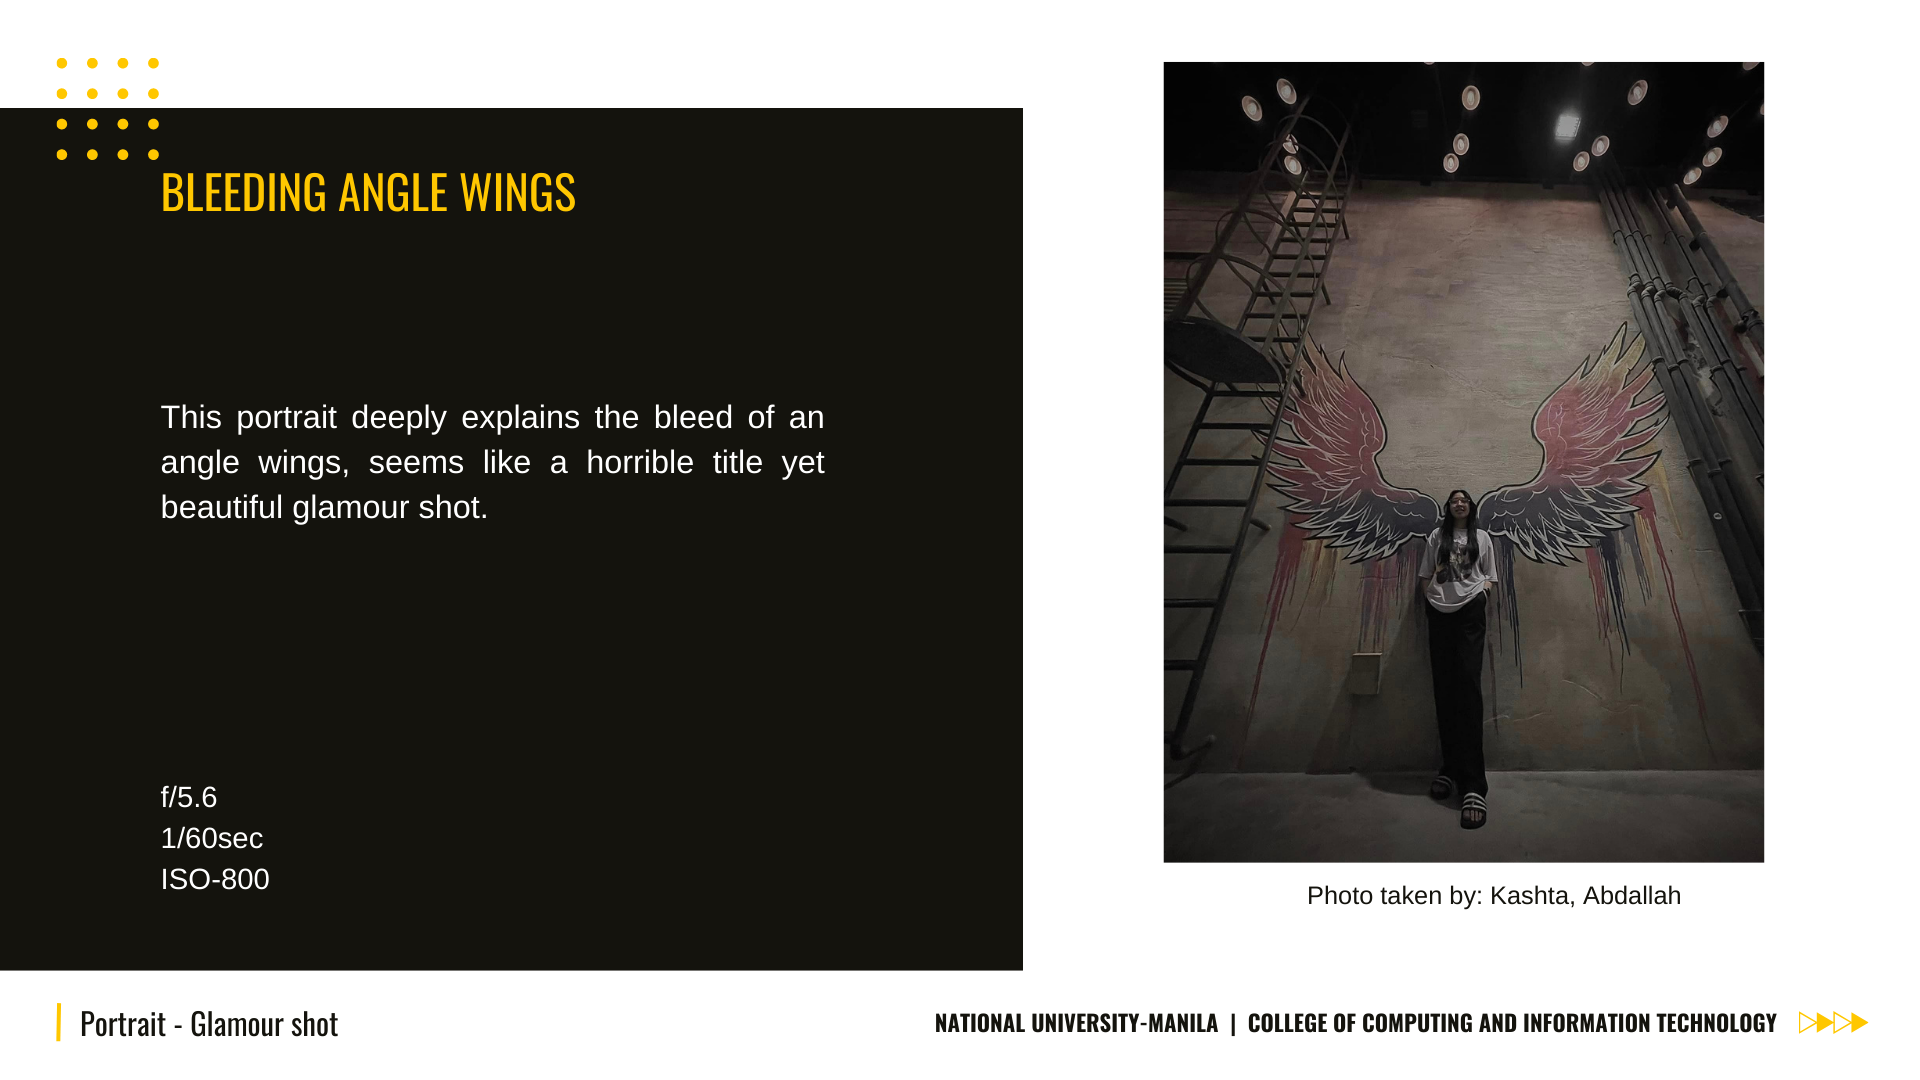 BLEEDING ANGLE WINGS
This portrait deeply explains the bleed of an
angle wings, seems like a horrible title yet
beautiful glamour shot.
f/5.6
1/60sec
ISO-800
Photo taken by: Kashta, Abdallah
Portrait - Glamour shot
NATIONAL UNIVERSITY-MANILA | COLLEGE OF COMPUTING AND INFORMATION TECHNOLOGY